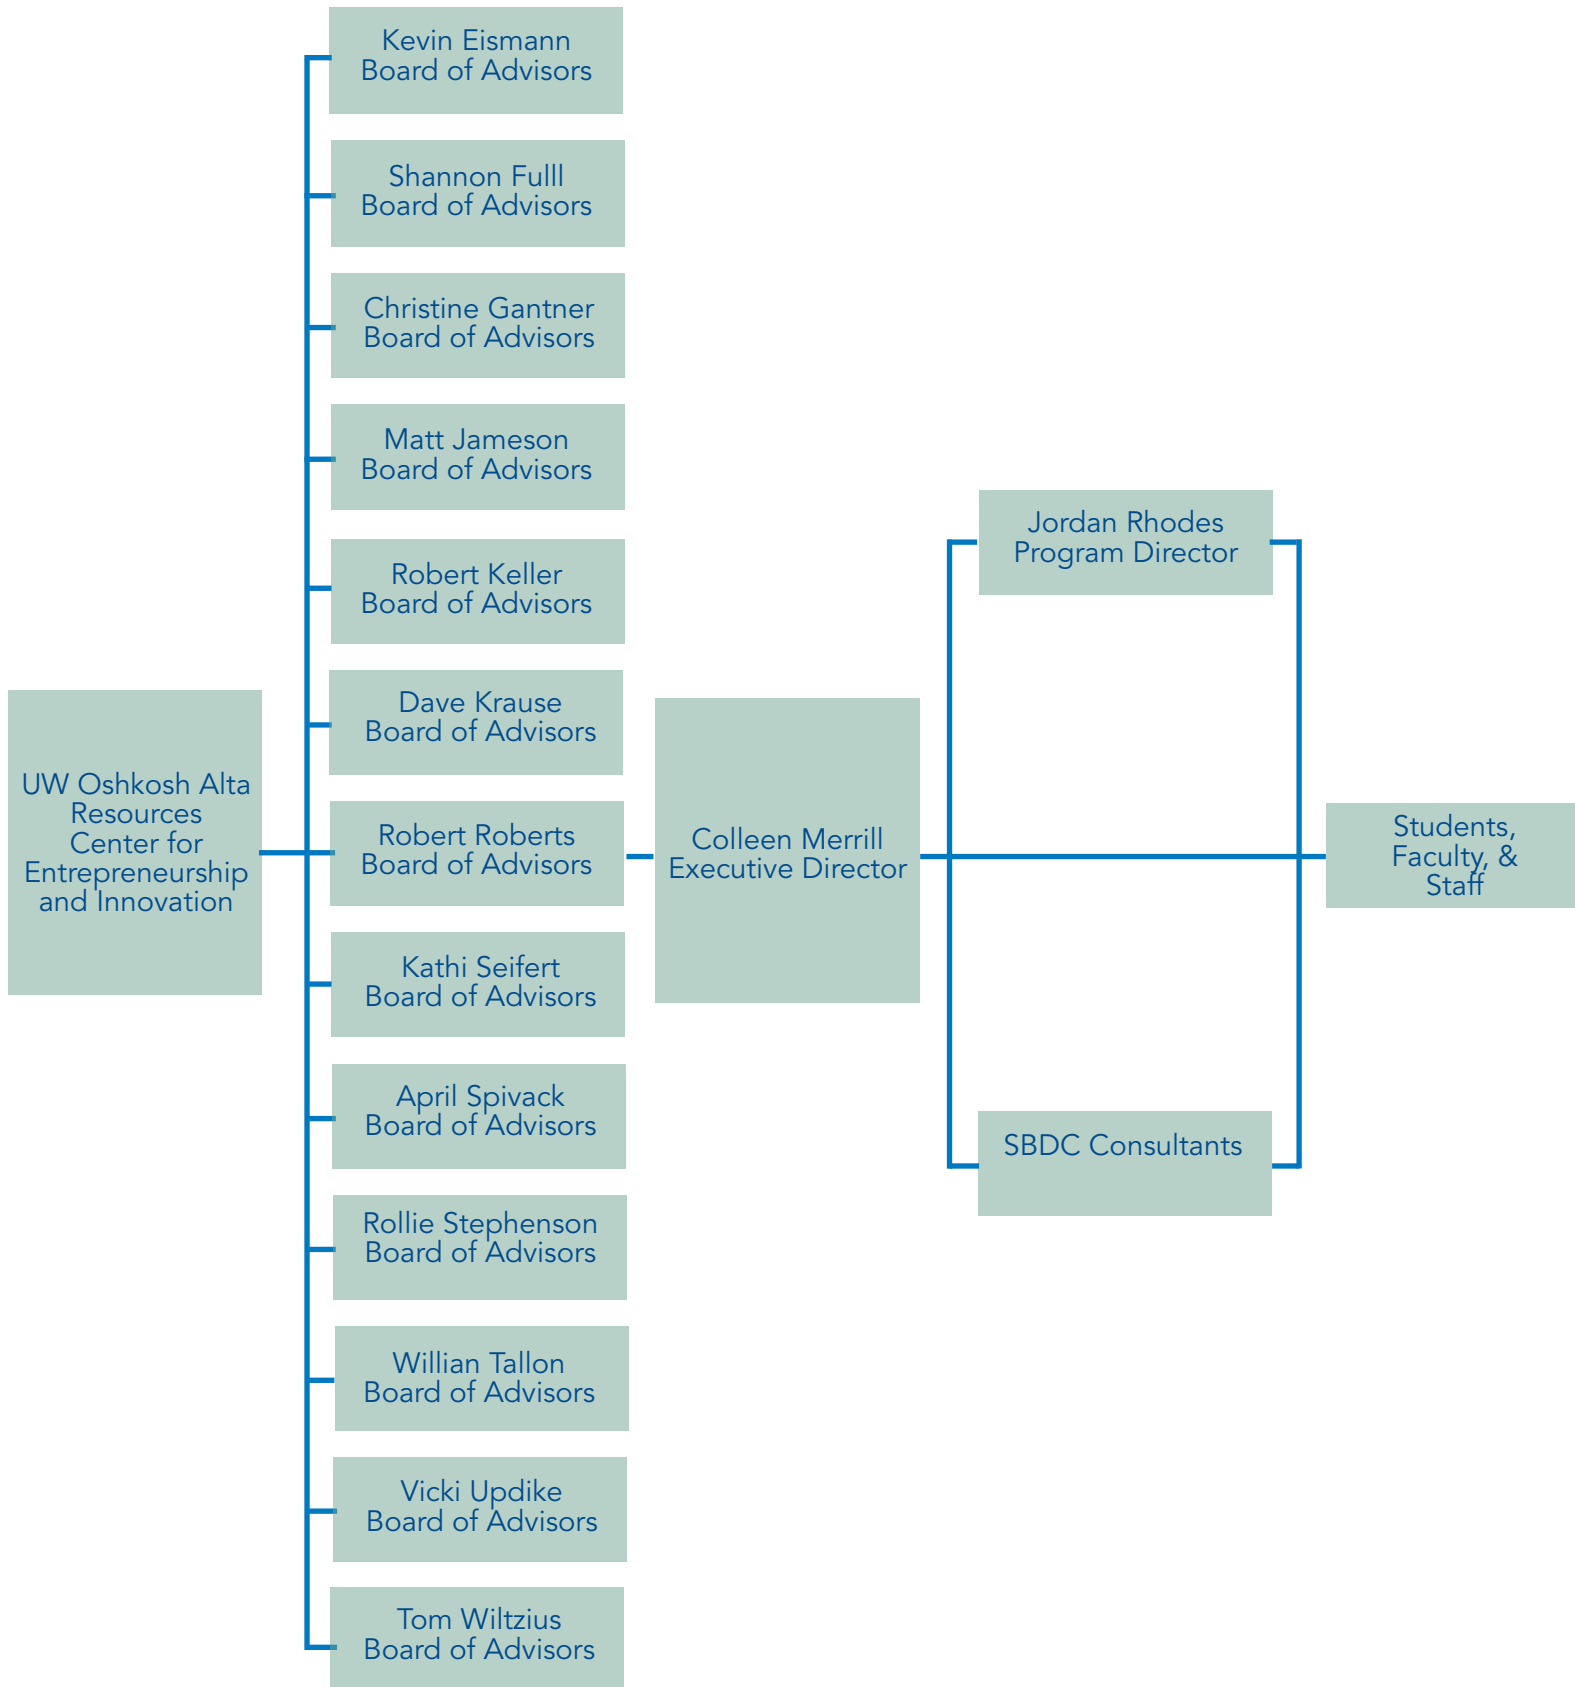 Kevin Eismann
Board of Advisors
Shannon Fulll
Board of Advisors
Christine Gantner
Board of Advisors
Matt Jameson
Board of Advisors
Robert Keller
Board of Advisors
Dave Krause
Board of Advisors
UW Oshkosh Alta
Resources
Center for
Entrepreneurship
and Innovation
Robert Roberts
Board of Advisors
Kathi Seifert
Board of Advisors
April Spivack
Board of Advisors
Rollie Stephenson
Board of Advisors
Willian Tallon
Board of Advisors
Vicki Updike
Board of Advisors
Tom Wiltzius
Board of Advisors
Colleen Merrill
Executive Director
Jordan Rhodes
Program Director
SBDC Consultants
Students,
Faculty, &
Staff